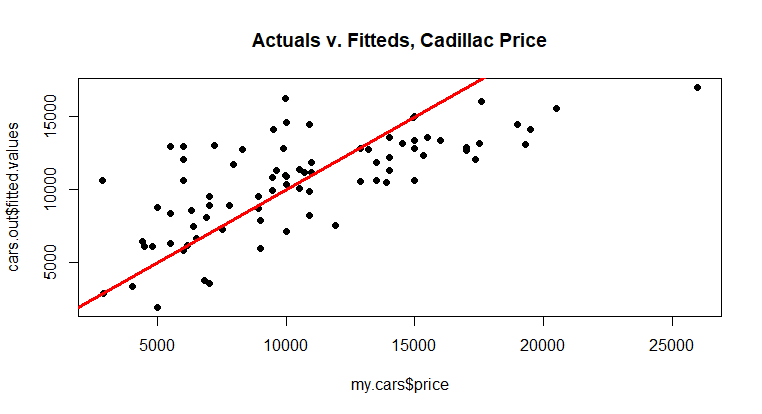 Actuals v. Fitteds, Cadillac Price
cars.out$fitted.values
15000
10000
5000
5000 10000 15000 20000 25000
my.cars$price